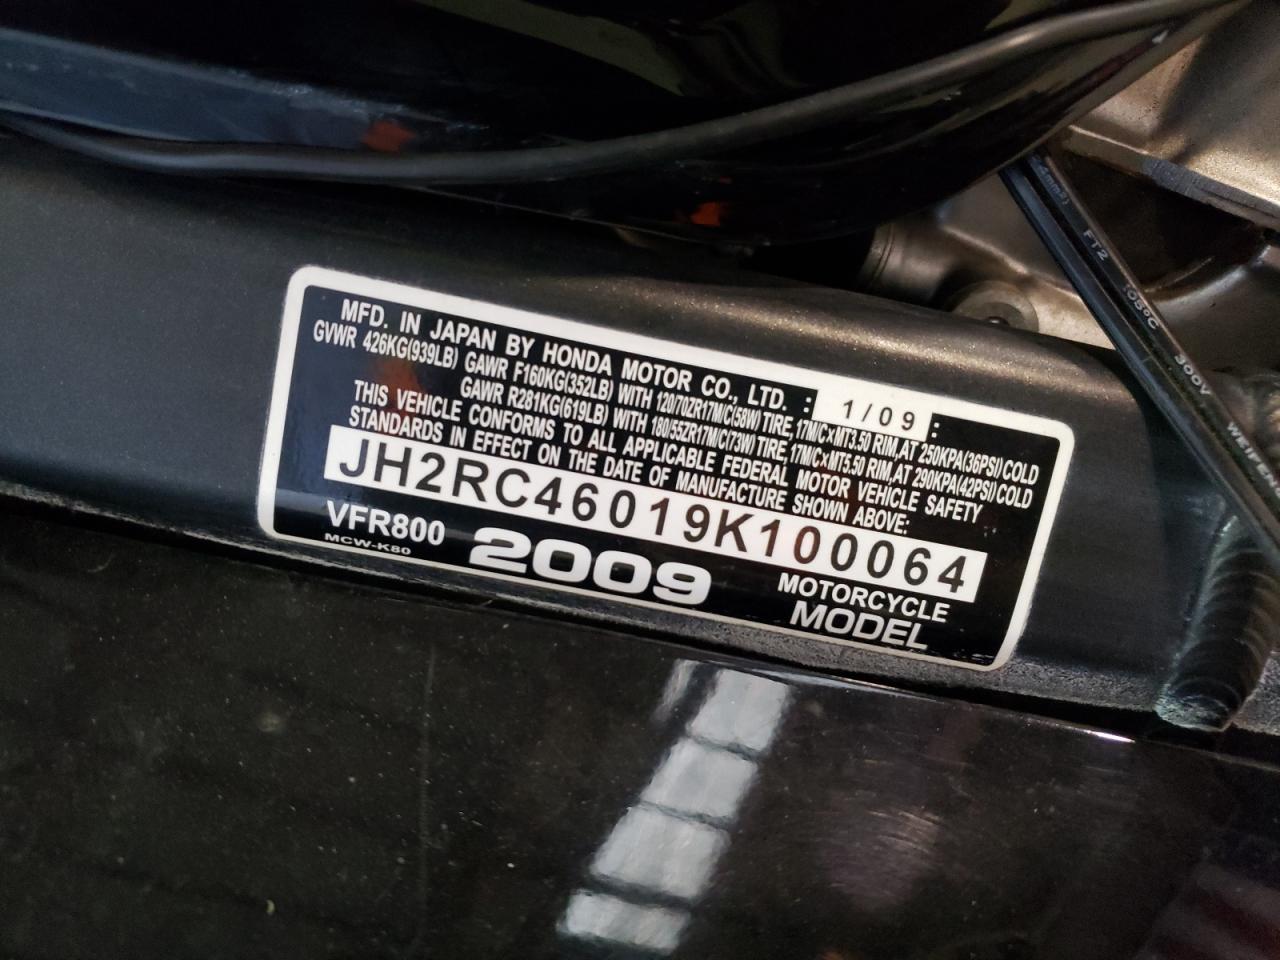 MFD. IN JAPAN BY HONDA MOTOR CO., LTD. : 1/09 :
GVWR 426KG(939LB) GAWR F160KG(352LB) WITH 120/70ZR17M/C(58W) TIRE, 17M/C×MT3.50 RIM, AT 250KPA(36PSI) COLD
GAWR R281KG(619LB) WITH 180/55ZR17M/C(73W) TIRE, 17M/C×MT5.50 RIM, AT 290KPA(42PSI) COLD
THIS VEHICLE CONFORMS TO ALL APPLICABLE FEDERAL MOTOR VEHICLE SAFETY
STANDARDS IN EFFECT ON THE DATE OF MANUFACTURE SHOWN ABOVE:
JH2RC46019K100064
VFR800 2009 MOTORCYCLE
MCW-K80 MODEL
FT2 105°C 300V